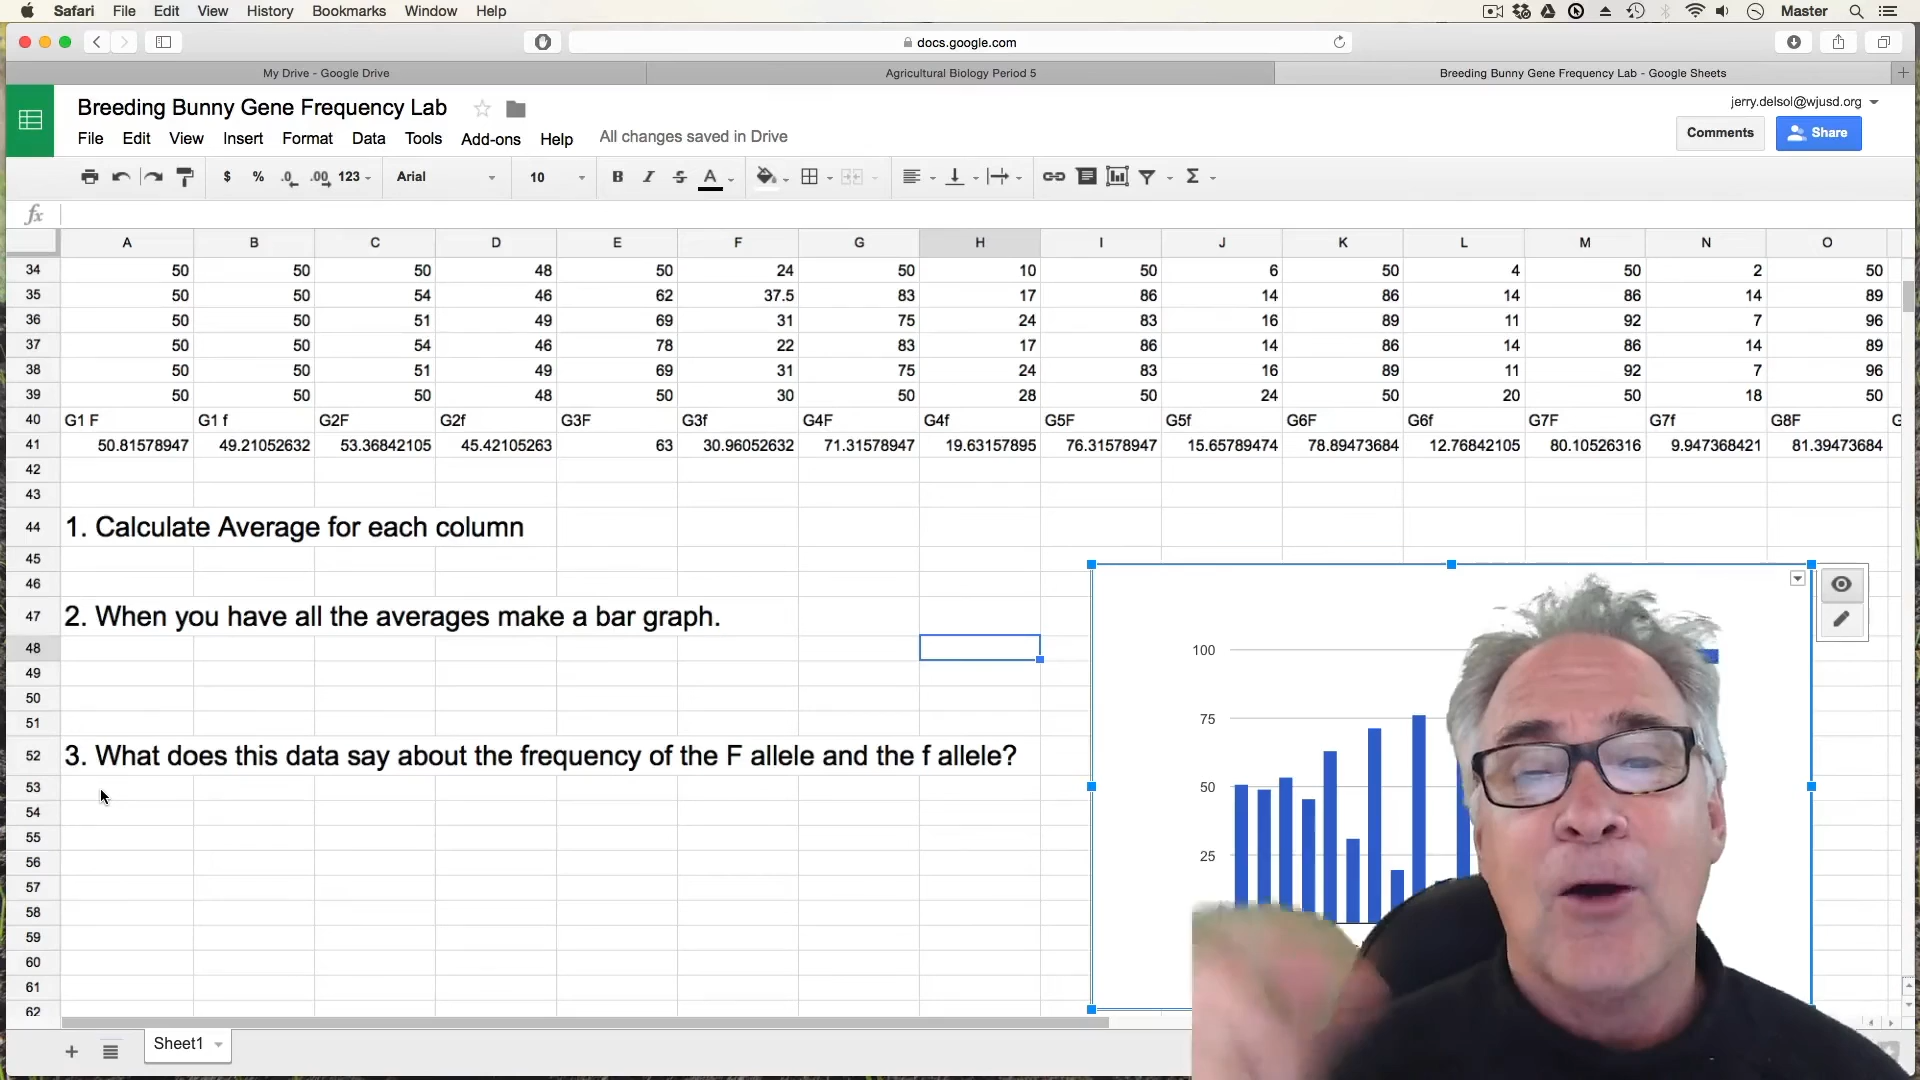 Safari File Edit View History Bookmarks Window Help Master
docs.google.com
My Drive - Google Drive Agricultural Biology Period 5 Breeding Bunny Gene Frequency Lab - Google Sheets
Breeding Bunny Gene Frequency Lab jerry.delsol@wjusd.org
File Edit View Insert Format Data Tools Add-ons Help All changes saved in Drive Comments Share
$ % .0 .00 123 Arial 10 B I S A Σ
fx
A B C D E F G H I J K L M N O
34 50 50 50 48 50 24 50 10 50 6 50 4 50 2 50
35 50 50 54 46 62 37.5 83 17 86 14 86 14 86 14 89
36 50 50 51 49 69 31 75 24 83 16 89 11 92 7 96
37 50 50 54 46 78 22 83 17 86 14 86 14 86 14 89
38 50 50 51 49 69 31 75 24 83 16 89 11 92 7 96
39 50 50 50 48 50 30 50 28 50 24 50 20 50 18 50
40 G1 F G1 f G2F G2f G3F G3f G4F G4f G5F G5f G6F G6f G7F G7f G8F
41 50.81578947 49.21052632 53.36842105 45.42105263 63 30.96052632 71.31578947 19.63157895 76.31578947 15.65789474 78.89473684 12.76842105 80.10526316 9.947368421 81.39473684
42
43
44 1. Calculate Average for each column
45
46
47 2. When you have all the averages make a bar graph.
48
49
50
51
52 3. What does this data say about the frequency of the F allele and the f allele?
53
54
55
56
57
58
59
60
61
62
100
75
50
25
Sheet1